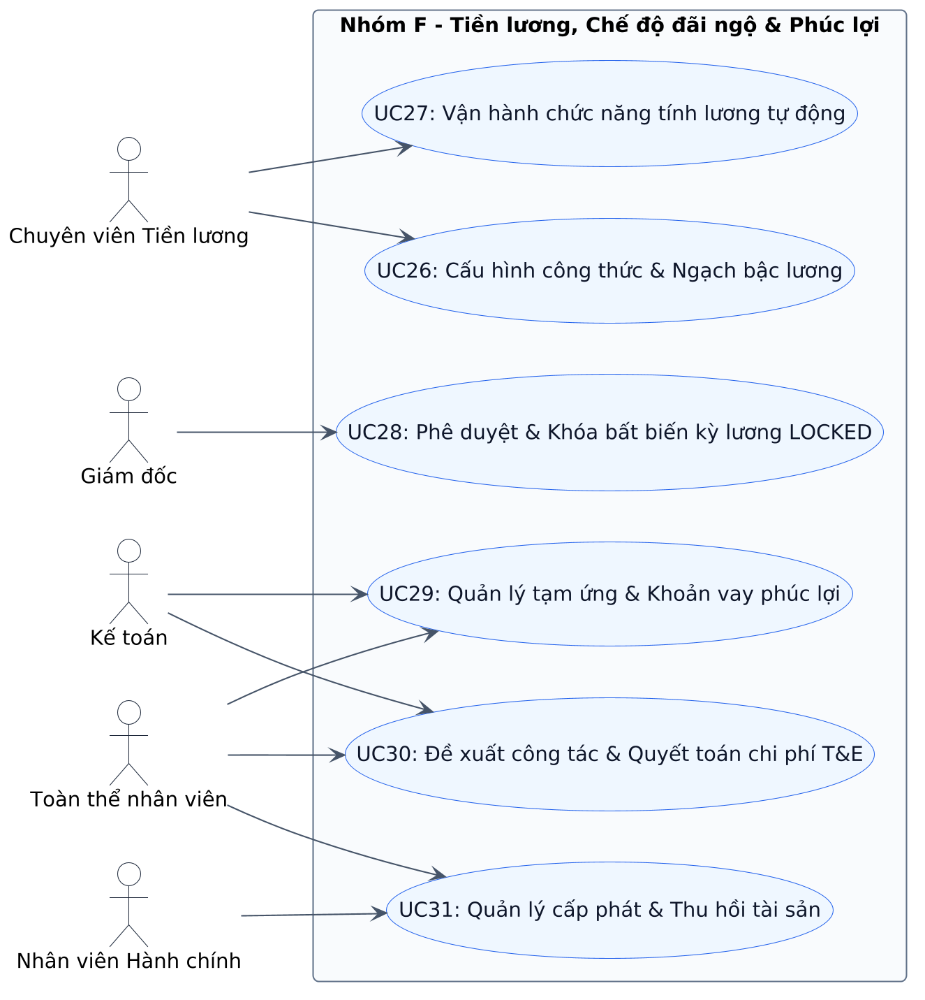 Nhóm F - Tiền lương, Chế độ đãi ngộ & Phúc lợi
UC27: Vận hành chức năng tính lương tự động
Chuyên viên Tiền lương
UC26: Cấu hình công thức & Ngạch bậc lương
UC28: Phê duyệt & Khóa bất biến kỳ lương LOCKED
Giám đốc
UC29: Quản lý tạm ứng & Khoản vay phúc lợi
Kế toán
UC30: Đề xuất công tác & Quyết toán chi phí T&E
Toàn thể nhân viên
UC31: Quản lý cấp phát & Thu hồi tài sản
Nhân viên Hành chính